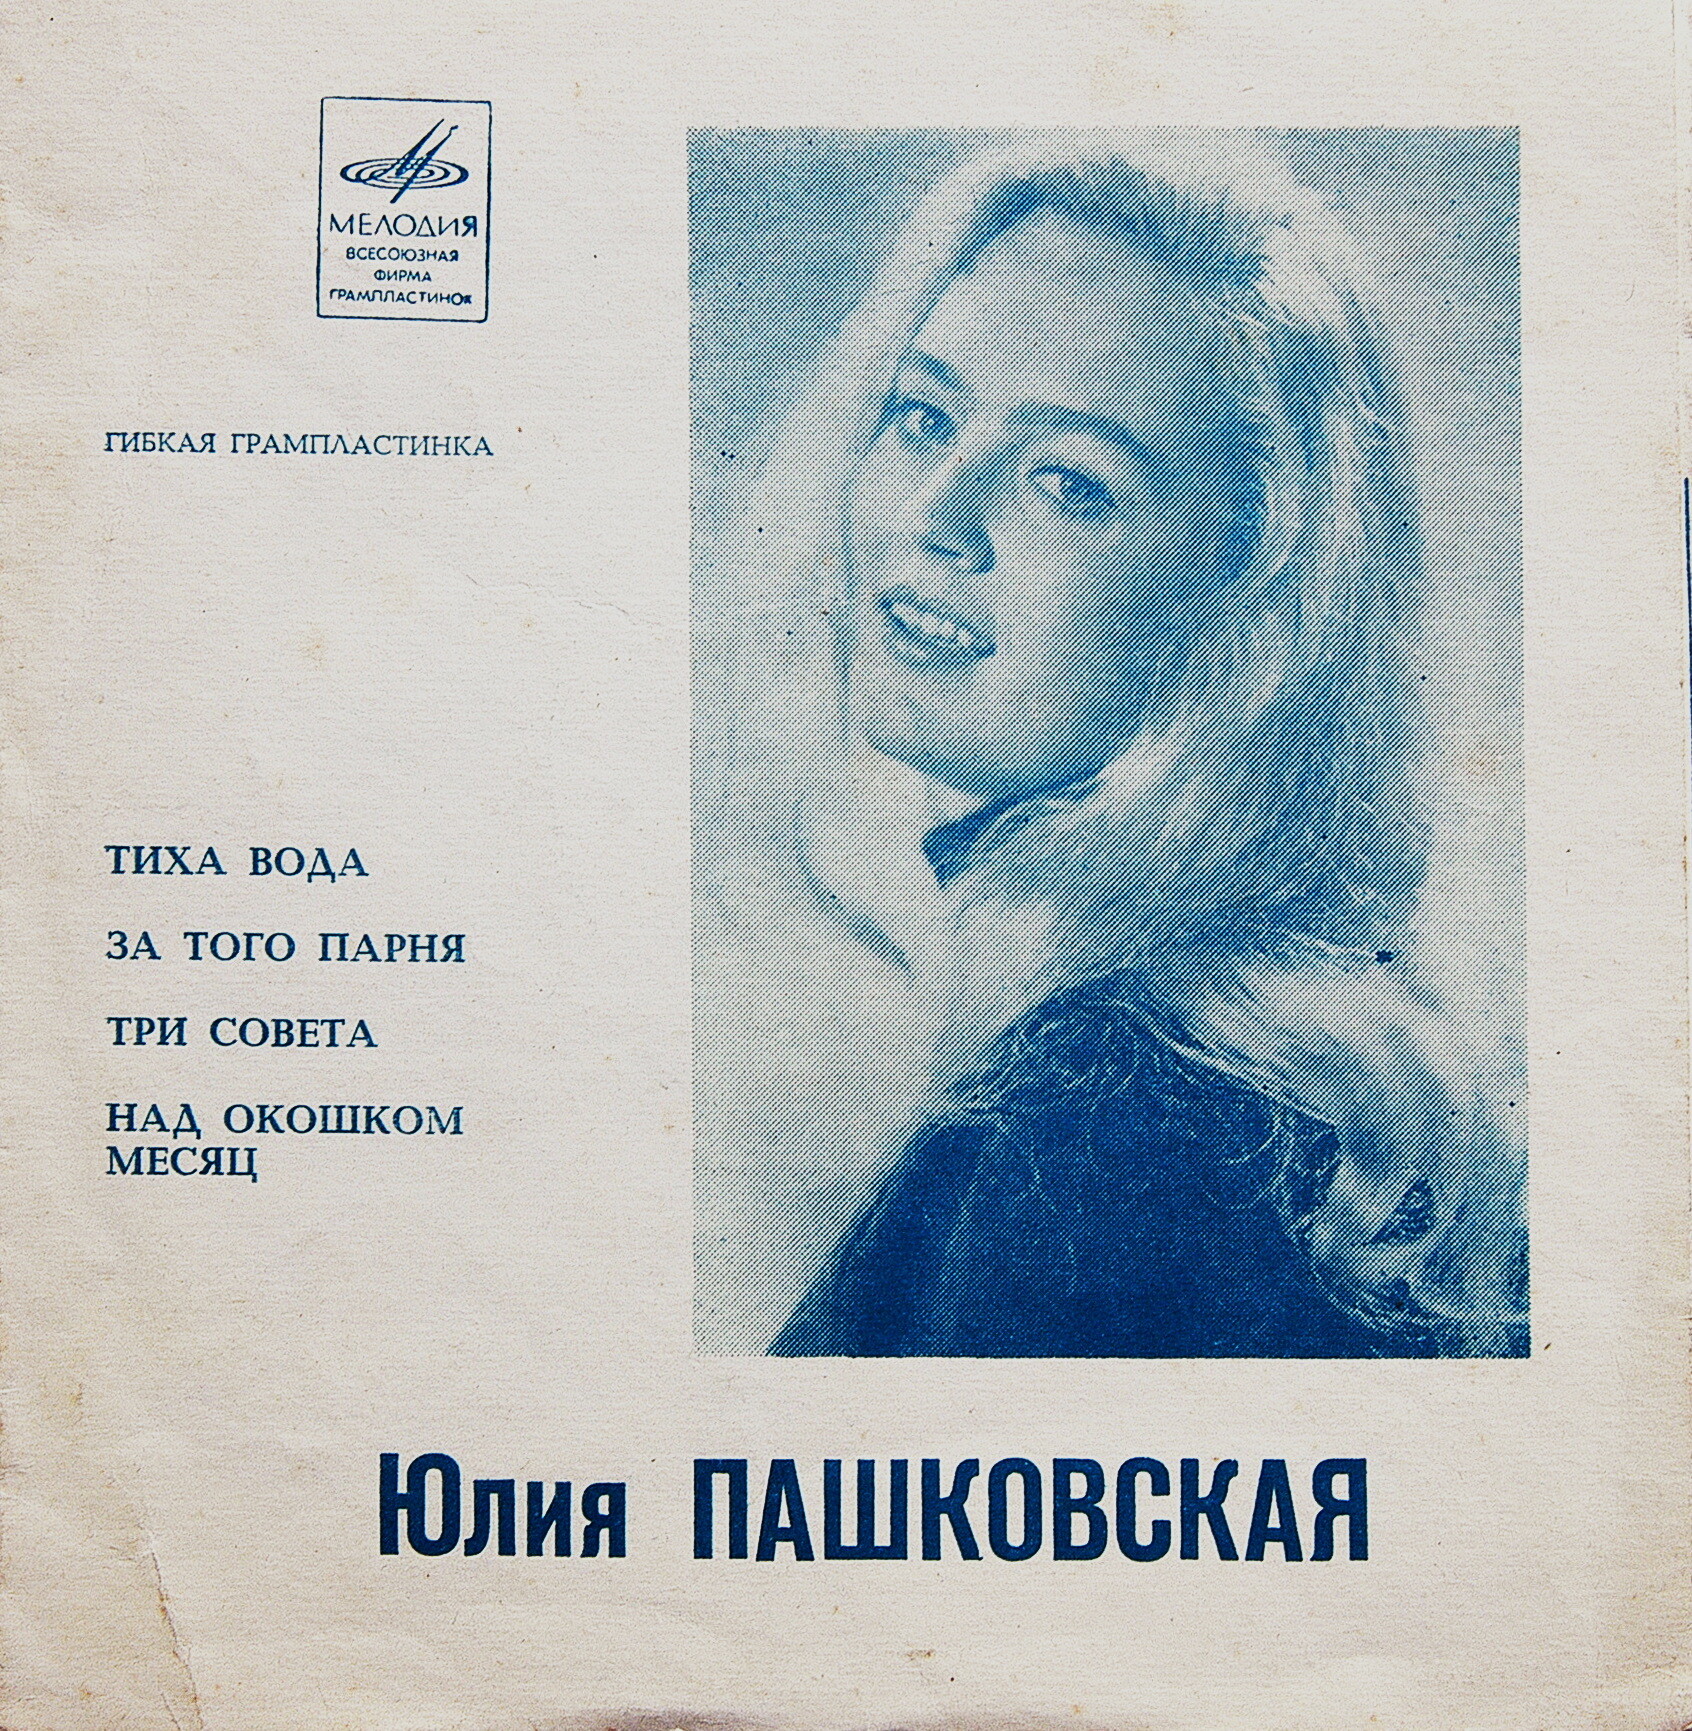 МЕЛОДИЯ
ВСЕСОЮЗНАЯ
ФИРМА
ГРАМПЛАСТИНОК
ГИБКАЯ ГРАМПЛАСТИНКА
ТИХА ВОДА
ЗА ТОГО ПАРНЯ
ТРИ СОВЕТА
НАД ОКОШКОМ
МЕСЯЦ
Юлия ПАШКОВСКАЯ